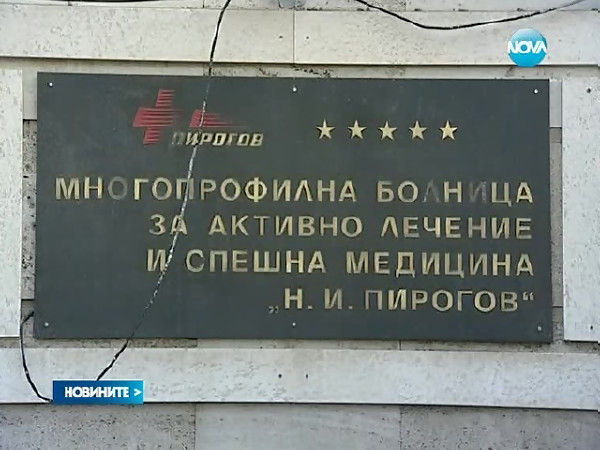 NOVA
ПИРОГОВ
МНОГОПРОФИЛНА БОЛНИЦА
ЗА АКТИВНО ЛЕЧЕНИЕ
И СПЕШНА МЕДИЦИНА
„Н. И. ПИРОГОВ“
НОВИНИТЕ >